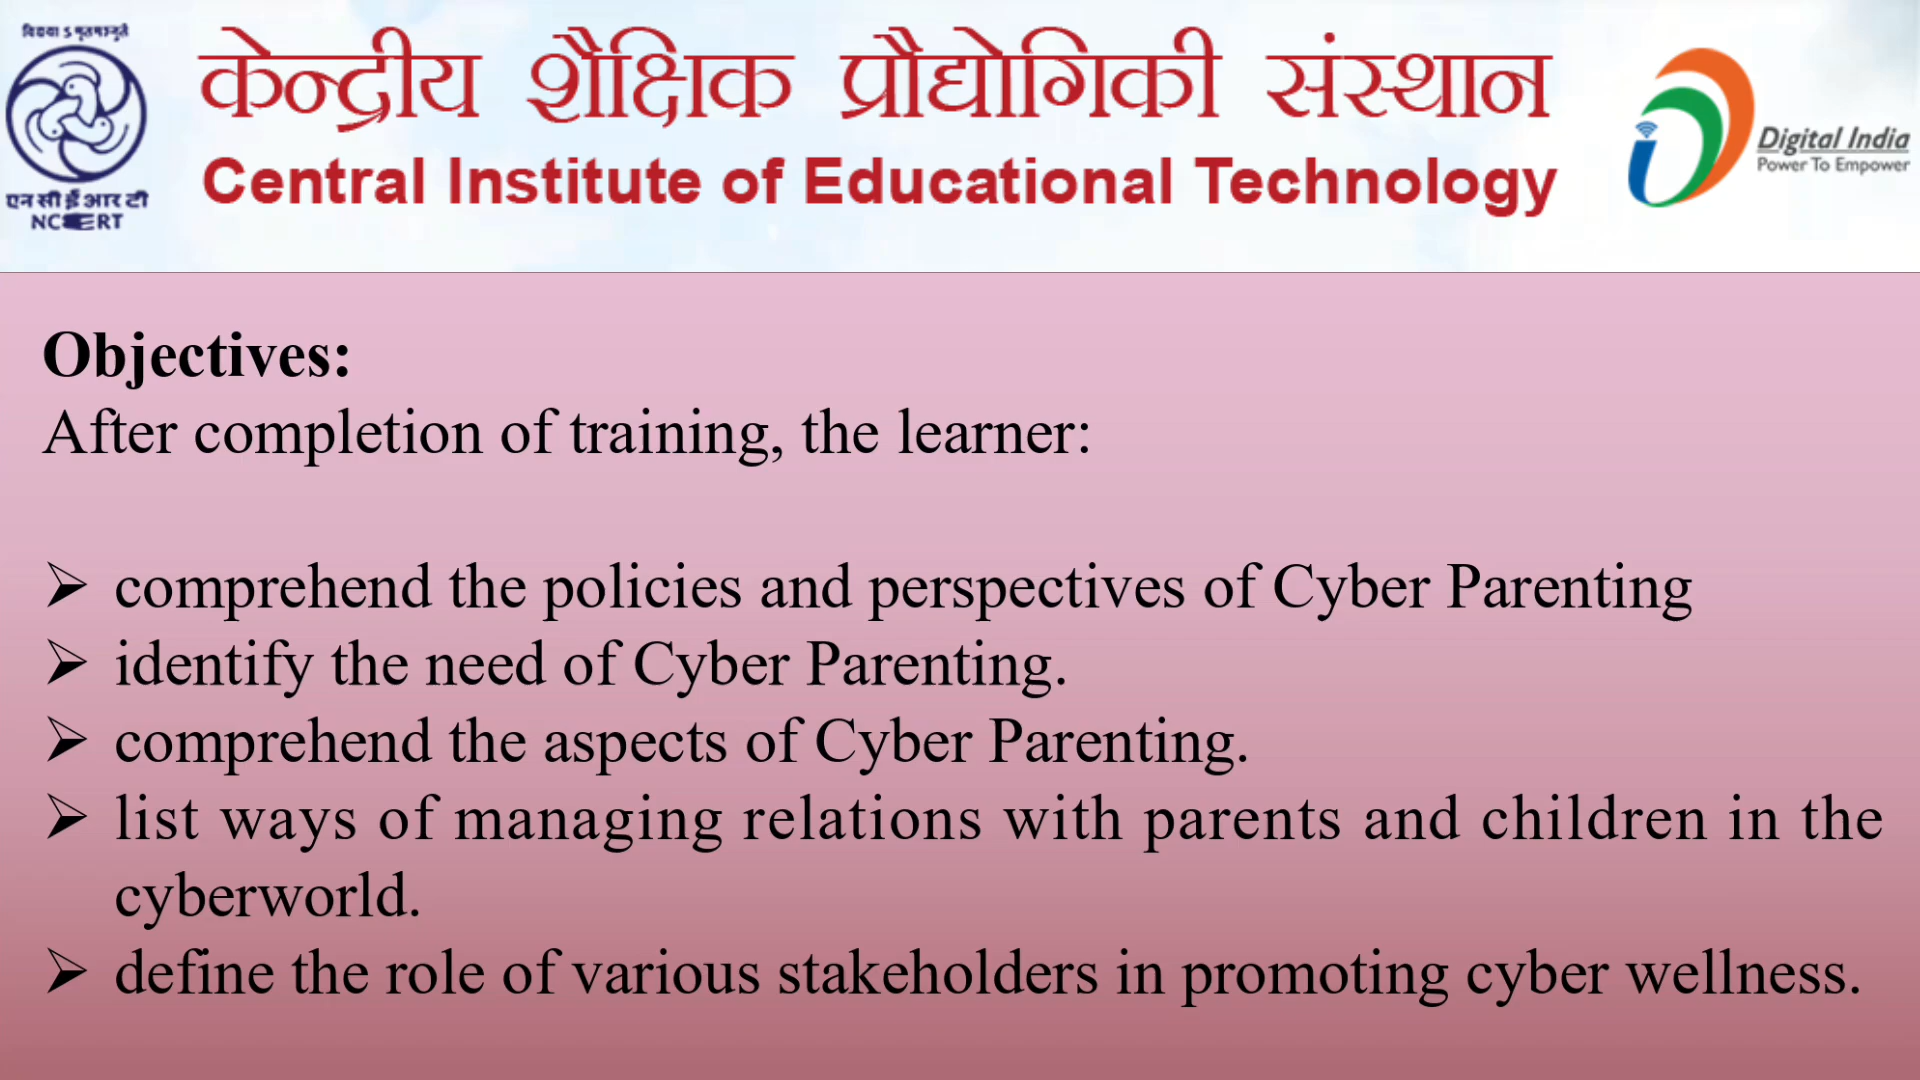 केन्द्रीय शैक्षिक प्रौद्योगिकी संस्थान
Central Institute of Educational Technology
एन सी ई आर टी
NCERT
Digital India
Power To Empower
Objectives:
After completion of training, the learner:
➢ comprehend the policies and perspectives of Cyber Parenting
➢ identify the need of Cyber Parenting.
➢ comprehend the aspects of Cyber Parenting.
➢ list ways of managing relations with parents and children in the
cyberworld.
➢ define the role of various stakeholders in promoting cyber wellness.